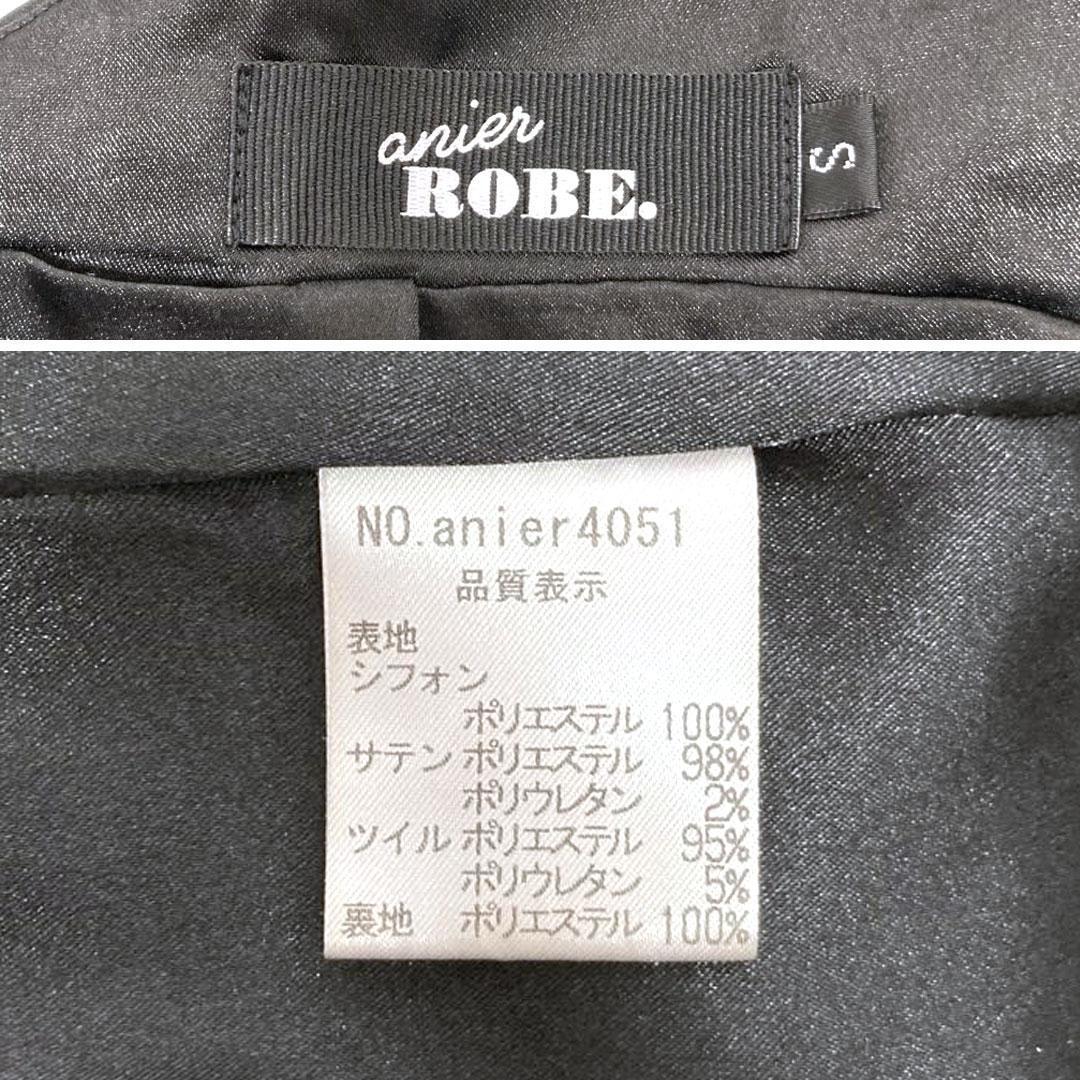 anier
ROBE.
S
NO.anier4051
品質表示
表地
シフォン
ポリエステル 100%
サテン ポリエステル 98%
ポリウレタン 2%
ツイル ポリエステル 95%
ポリウレタン 5%
裏地 ポリエステル 100%